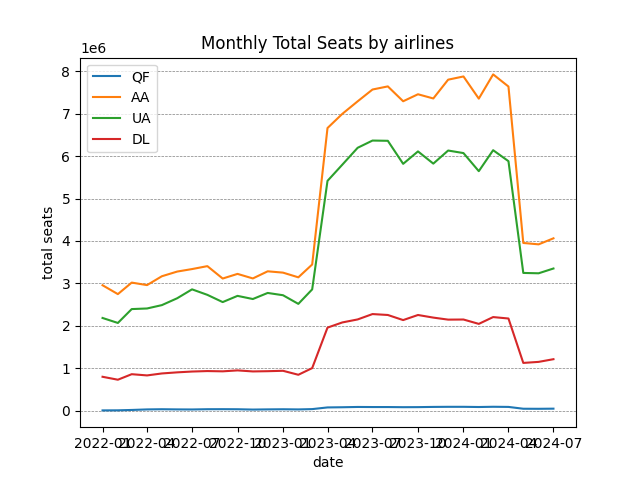 Monthly Total Seats by airlines
1e6
QF
AA
UA
DL
8
7
6
5
4
3
2
1
0
total seats
2022-01 2022-04 2022-07 2022-10 2023-01 2023-04 2023-07 2023-10 2024-01 2024-04 2024-07
date